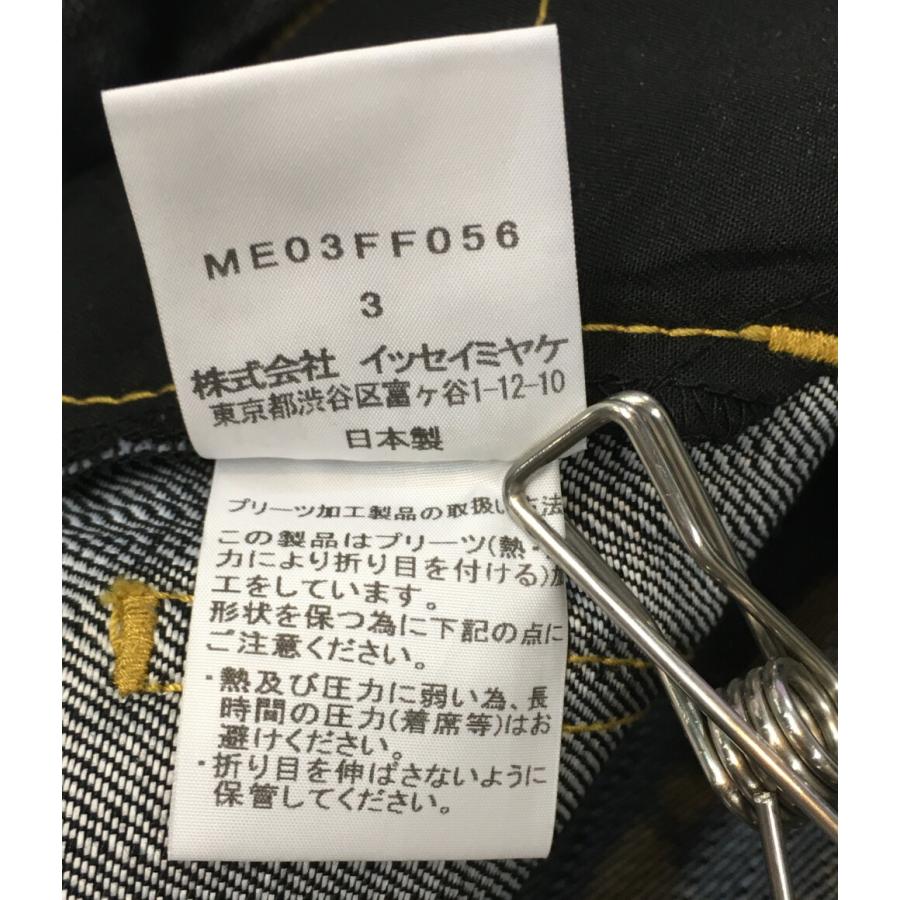 ME03FF056
3
株式会社 イッセイミヤケ
東京都渋谷区富ヶ谷1-12-10
日本製
プリーツ加工製品の取扱い方法
この製品はプリーツ(熱・
力により折り目を付ける)加
工をしています。
形状を保つ為に下記の点に
ご注意ください。
・熱及び圧力に弱い為、長
時間の圧力(着席等)はお
避けください。
・折り目を伸ばさないように
保管してください。